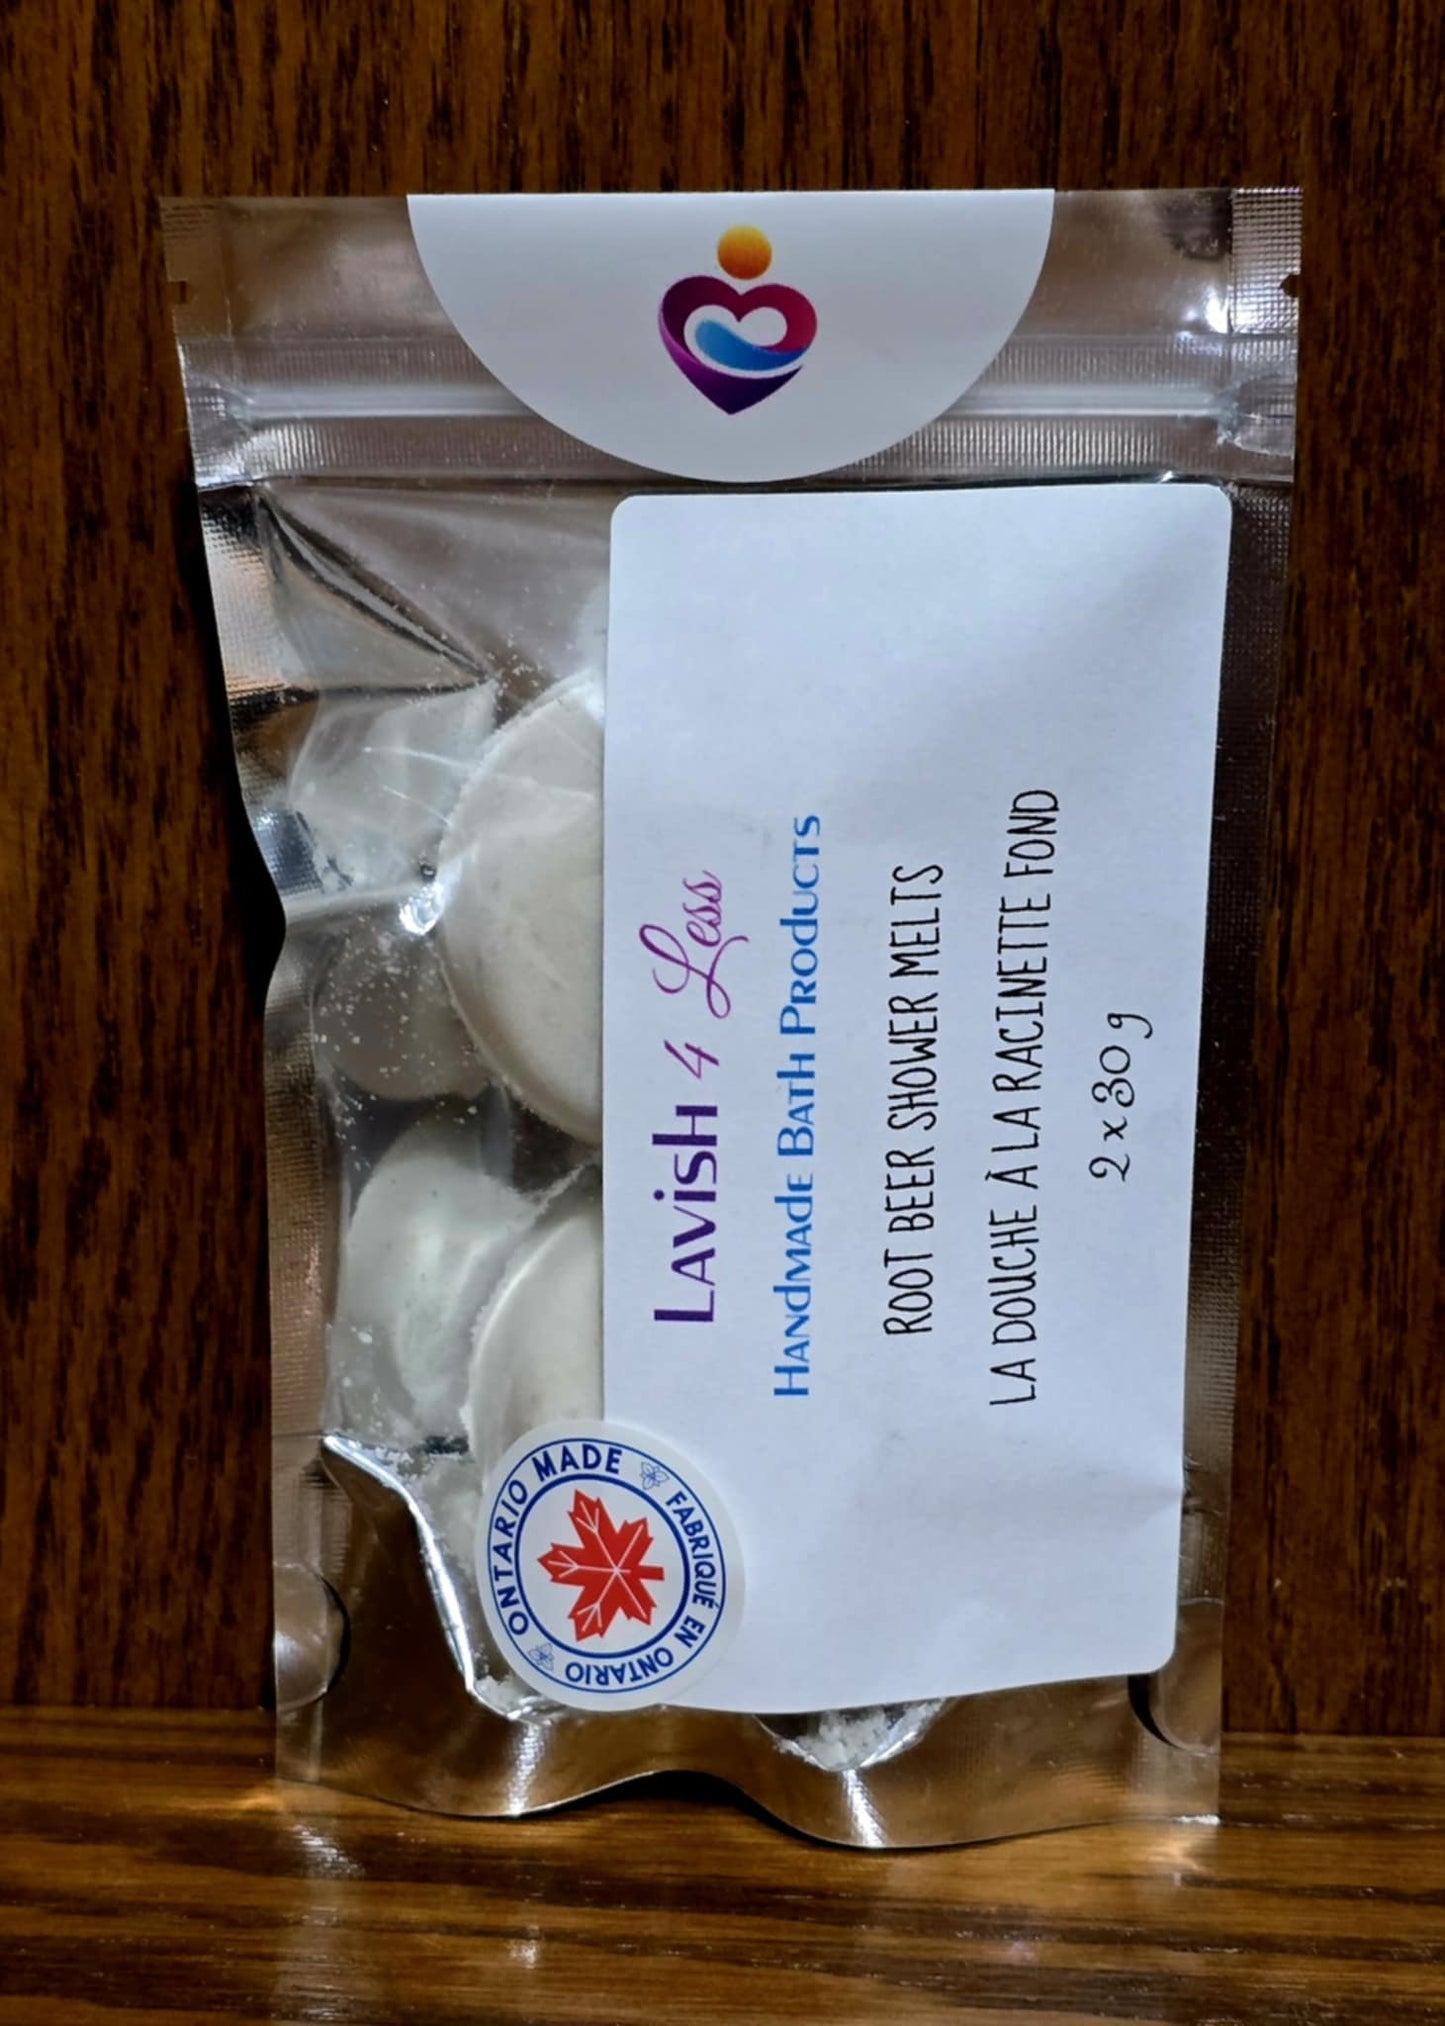 Lavish 4 Less
Handmade Bath Products
ROOT BEER SHOWER MELTS
LA DOUCHE À LA RACINETTE FOND
2 x 30 g
ONTARIO MADE
FABRIQUÉ EN ONTARIO